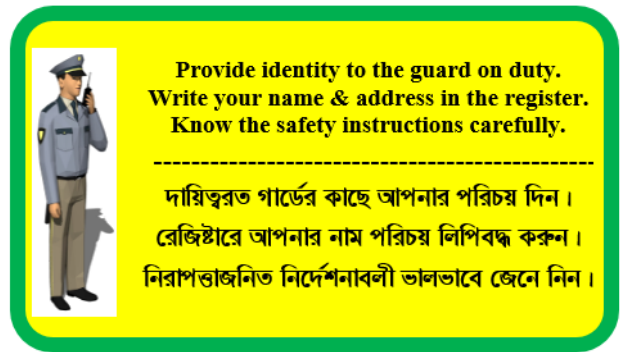 Provide identity to the guard on duty.
Write your name & address in the register.
Know the safety instructions carefully.
দায়িত্বরত গার্ডের কাছে আপনার পরিচয় দিন।
রেজিষ্টারে আপনার নাম পরিচয় লিপিবদ্ধ করুন।
নিরাপত্তাজনিত নির্দেশনাবলী ভালভাবে জেনে নিন।